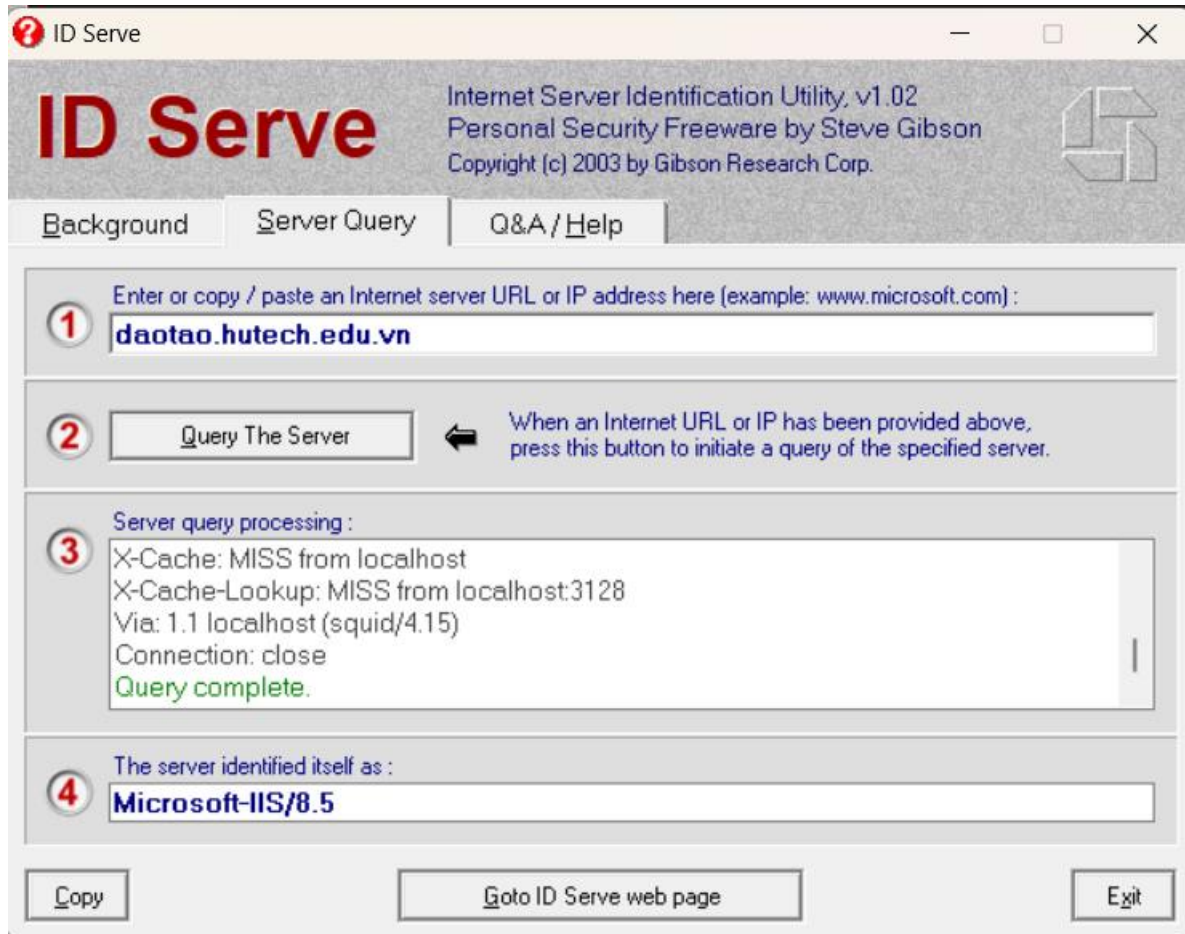 ID Serve
ID Serve
Internet Server Identification Utility, v1.02
Personal Security Freeware by Steve Gibson
Copyright (c) 2003 by Gibson Research Corp.
Background
Server Query
Q&A / Help
1
Enter or copy / paste an Internet server URL or IP address here (example: www.microsoft.com) :
daotao.hutech.edu.vn
2
Query The Server
When an Internet URL or IP has been provided above,
press this button to initiate a query of the specified server.
3
Server query processing :
X-Cache: MISS from localhost
X-Cache-Lookup: MISS from localhost:3128
Via: 1.1 localhost (squid/4.15)
Connection: close
Query complete.
4
The server identified itself as :
Microsoft-IIS/8.5
Copy
Goto ID Serve web page
Exit